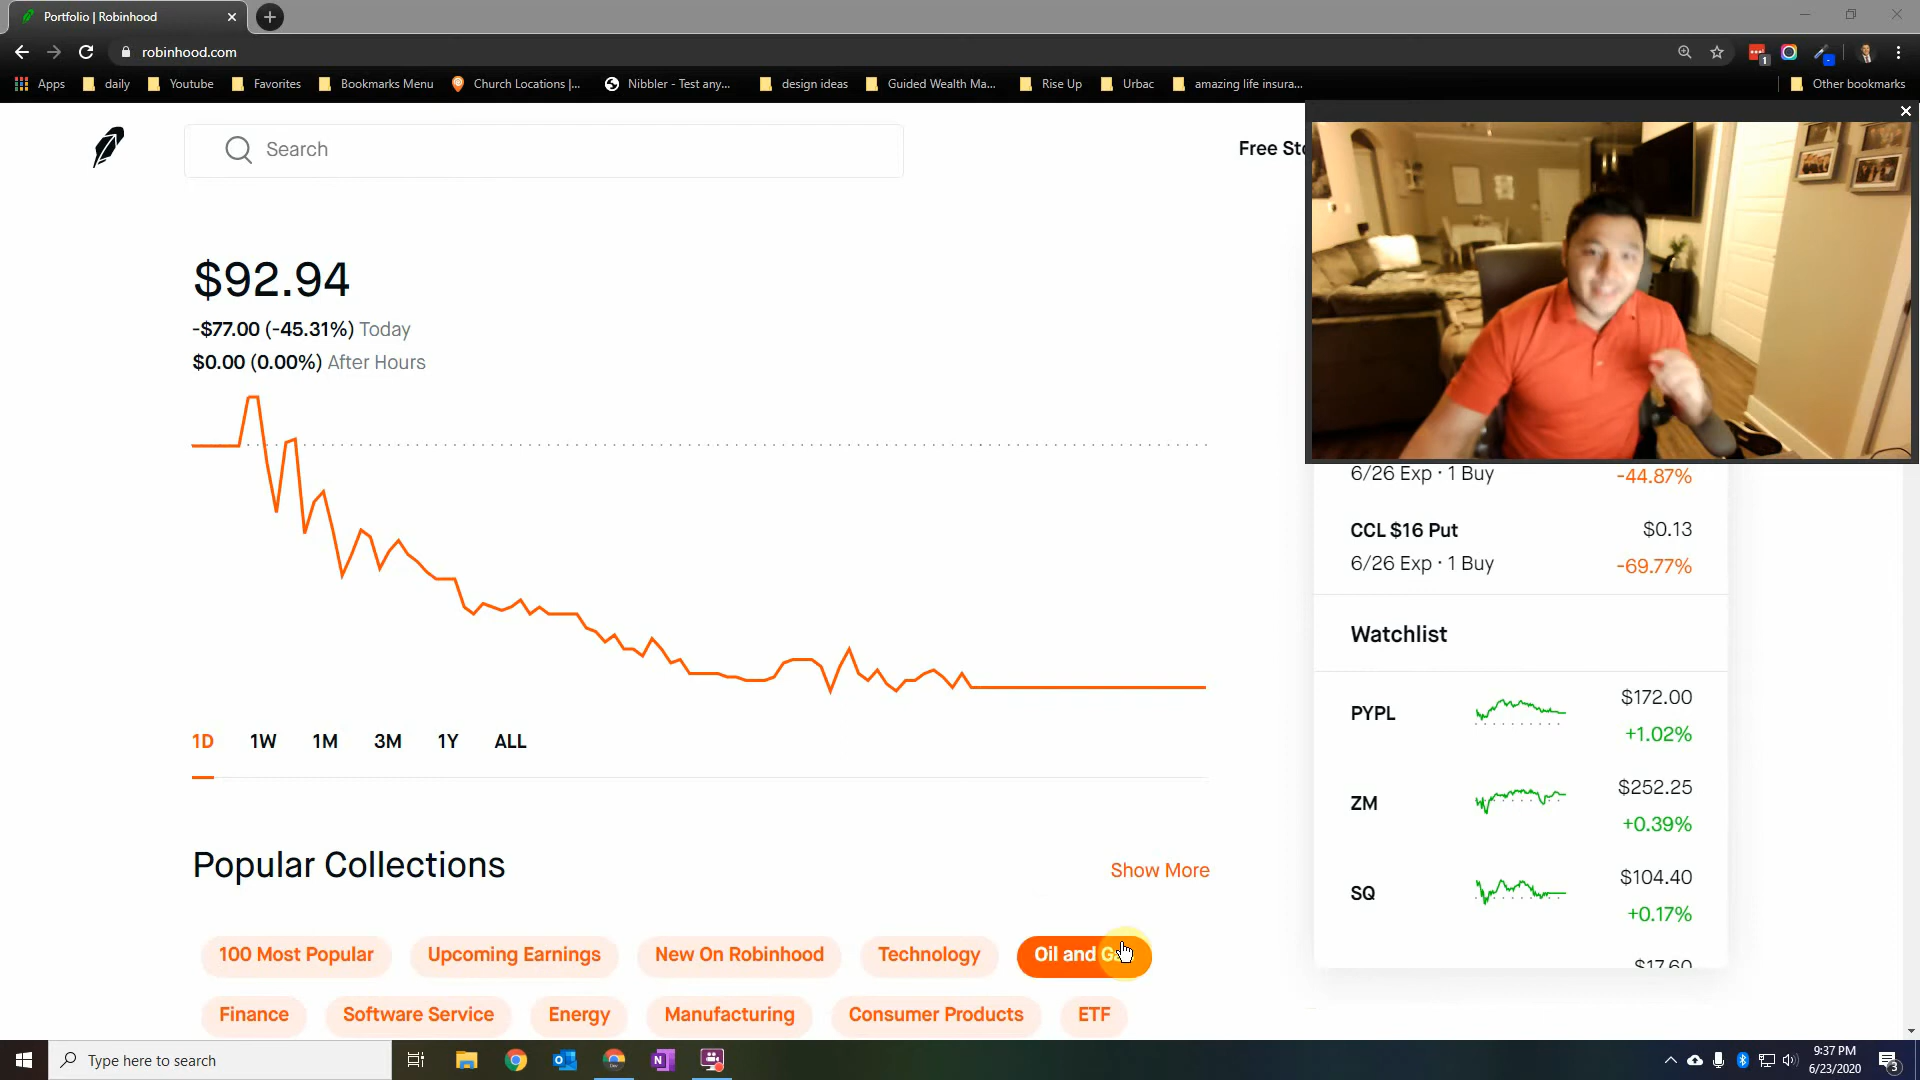 Portfolio | Robinhood
robinhood.com
1
Apps
daily
Youtube
Favorites
Bookmarks Menu
Church Locations |...
Nibbler - Test any...
design ideas
Guided Wealth Ma...
Rise Up
Urbac
amazing life insura...
Other bookmarks
Search
Free Sto
$92.94
-$77.00 (-45.31%) Today
$0.00 (0.00%) After Hours
1D 1W 1M 3M 1Y ALL
Popular Collections
Show More
100 Most Popular
Upcoming Earnings
New On Robinhood
Technology
Oil and G
Finance
Software Service
Energy
Manufacturing
Consumer Products
ETF
6/26 Exp · 1 Buy
-44.87%
CCL $16 Put
$0.13
6/26 Exp · 1 Buy
-69.77%
Watchlist
PYPL
$172.00
+1.02%
ZM
$252.25
+0.39%
SQ
$104.40
+0.17%
$17.60
Type here to search
9:37 PM
6/23/2020
3